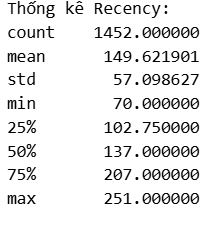 Thống kê Recency:
count 1452.000000
mean 149.621901
std 57.098627
min 70.000000
25% 102.750000
50% 137.000000
75% 207.000000
max 251.000000